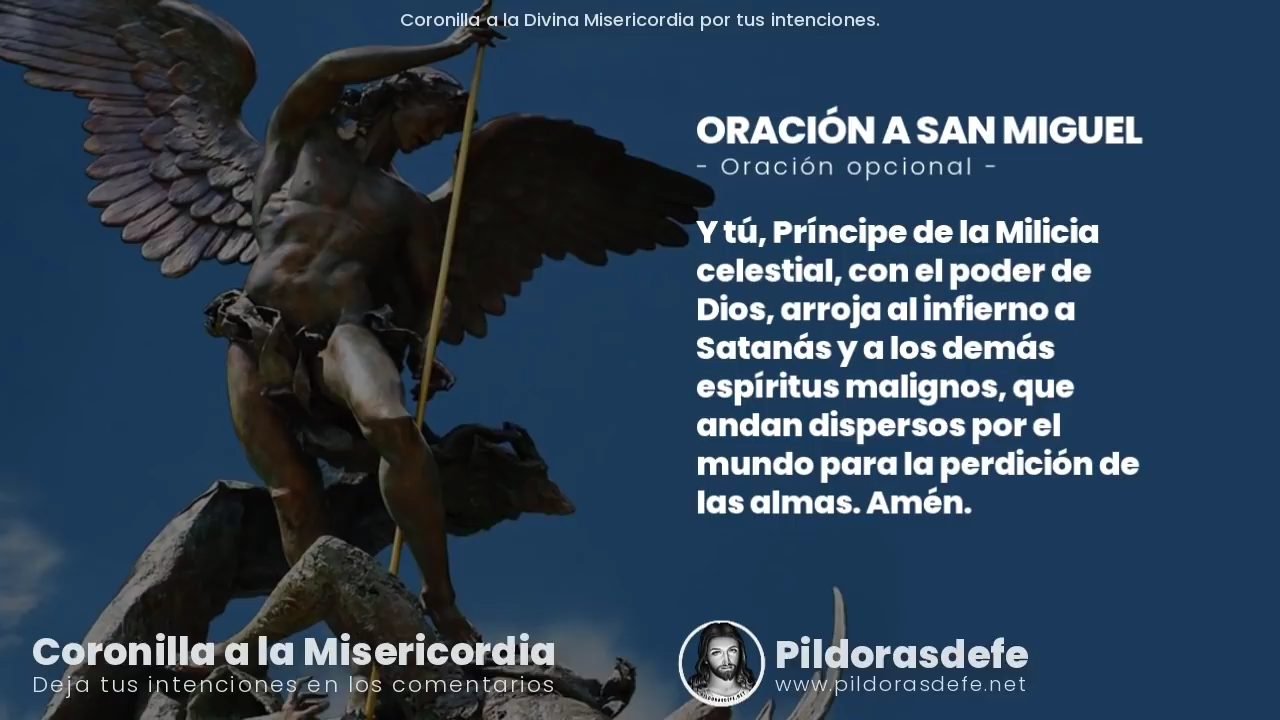 Coronilla a la Divina Misericordia por tus intenciones.
ORACIÓN A SAN MIGUEL
- Oración opcional -
Y tú, Príncipe de la Milicia
celestial, con el poder de
Dios, arroja al infierno a
Satanás y a los demás
espíritus malignos, que
andan dispersos por el
mundo para la perdición de
las almas. Amén.
Coronilla a la Misericordia
Deja tus intenciones en los comentarios
Pildorasdefe
www.pildorasdefe.net
PILDORASDEFE.NET